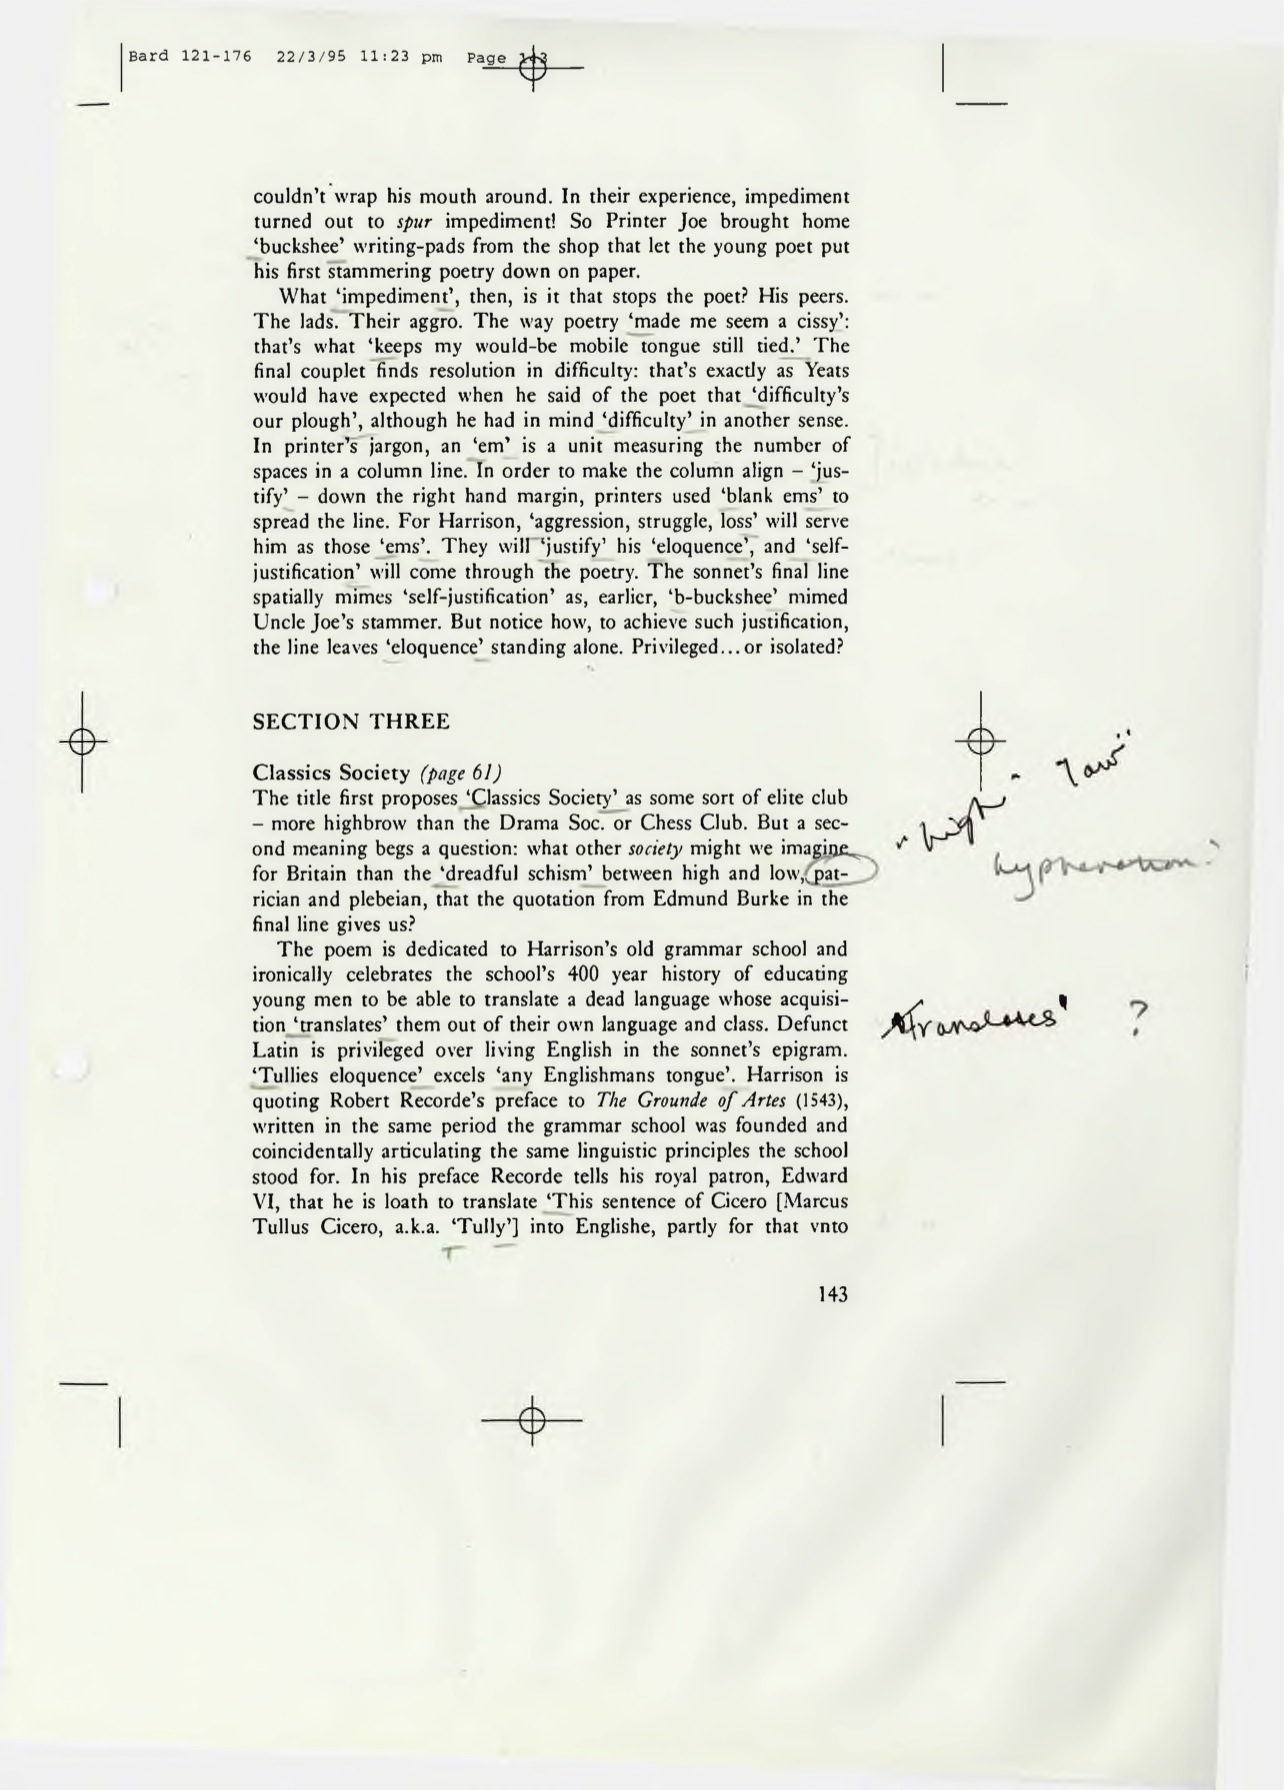 Bard 121-176 22/3/95 11:23 pm Page 143
couldn't wrap his mouth around. In their experience, impediment
turned out to spur impediment! So Printer Joe brought home
‘buckshee’ writing-pads from the shop that let the young poet put
his first stammering poetry down on paper.
What ‘impediment’, then, is it that stops the poet? His peers.
The lads. Their aggro. The way poetry ‘made me seem a cissy’:
that's what ‘keeps my would-be mobile tongue still tied.’ The
final couplet finds resolution in difficulty: that's exactly as Yeats
would have expected when he said of the poet that ‘difficulty's
our plough’, although he had in mind ‘difficulty’ in another sense.
In printer's jargon, an ‘em’ is a unit measuring the number of
spaces in a column line. In order to make the column align – ‘jus-
tify’ – down the right hand margin, printers used ‘blank ems’ to
spread the line. For Harrison, ‘aggression, struggle, loss’ will serve
him as those ‘ems’. They will ‘justify’ his ‘eloquence’, and ‘self-
justification’ will come through the poetry. The sonnet's final line
spatially mimes ‘self-justification’ as, earlier, ‘b-buckshee’ mimed
Uncle Joe's stammer. But notice how, to achieve such justification,
the line leaves ‘eloquence’ standing alone. Privileged...or isolated?
SECTION THREE
Classics Society (page 61)
The title first proposes ‘Classics Society’ as some sort of elite club
– more highbrow than the Drama Soc. or Chess Club. But a sec-
ond meaning begs a question: what other society might we imagine
for Britain than the ‘dreadful schism’ between high and low, pat-
rician and plebeian, that the quotation from Edmund Burke in the
final line gives us?
"high - low"
hyphenation?
The poem is dedicated to Harrison's old grammar school and
ironically celebrates the school's 400 year history of educating
young men to be able to translate a dead language whose acquisi-
tion ‘translates’ them out of their own language and class. Defunct
Latin is privileged over living English in the sonnet's epigram.
‘Tullies eloquence’ excels ‘any Englishmans tongue’. Harrison is
quoting Robert Recorde's preface to The Grounde of Artes (1543),
written in the same period the grammar school was founded and
coincidentally articulating the same linguistic principles the school
stood for. In his preface Recorde tells his royal patron, Edward
VI, that he is loath to translate ‘This sentence of Cicero [Marcus
Tullus Cicero, a.k.a. ‘Tully’] into Englishe, partly for that vnto
translates' ?
143